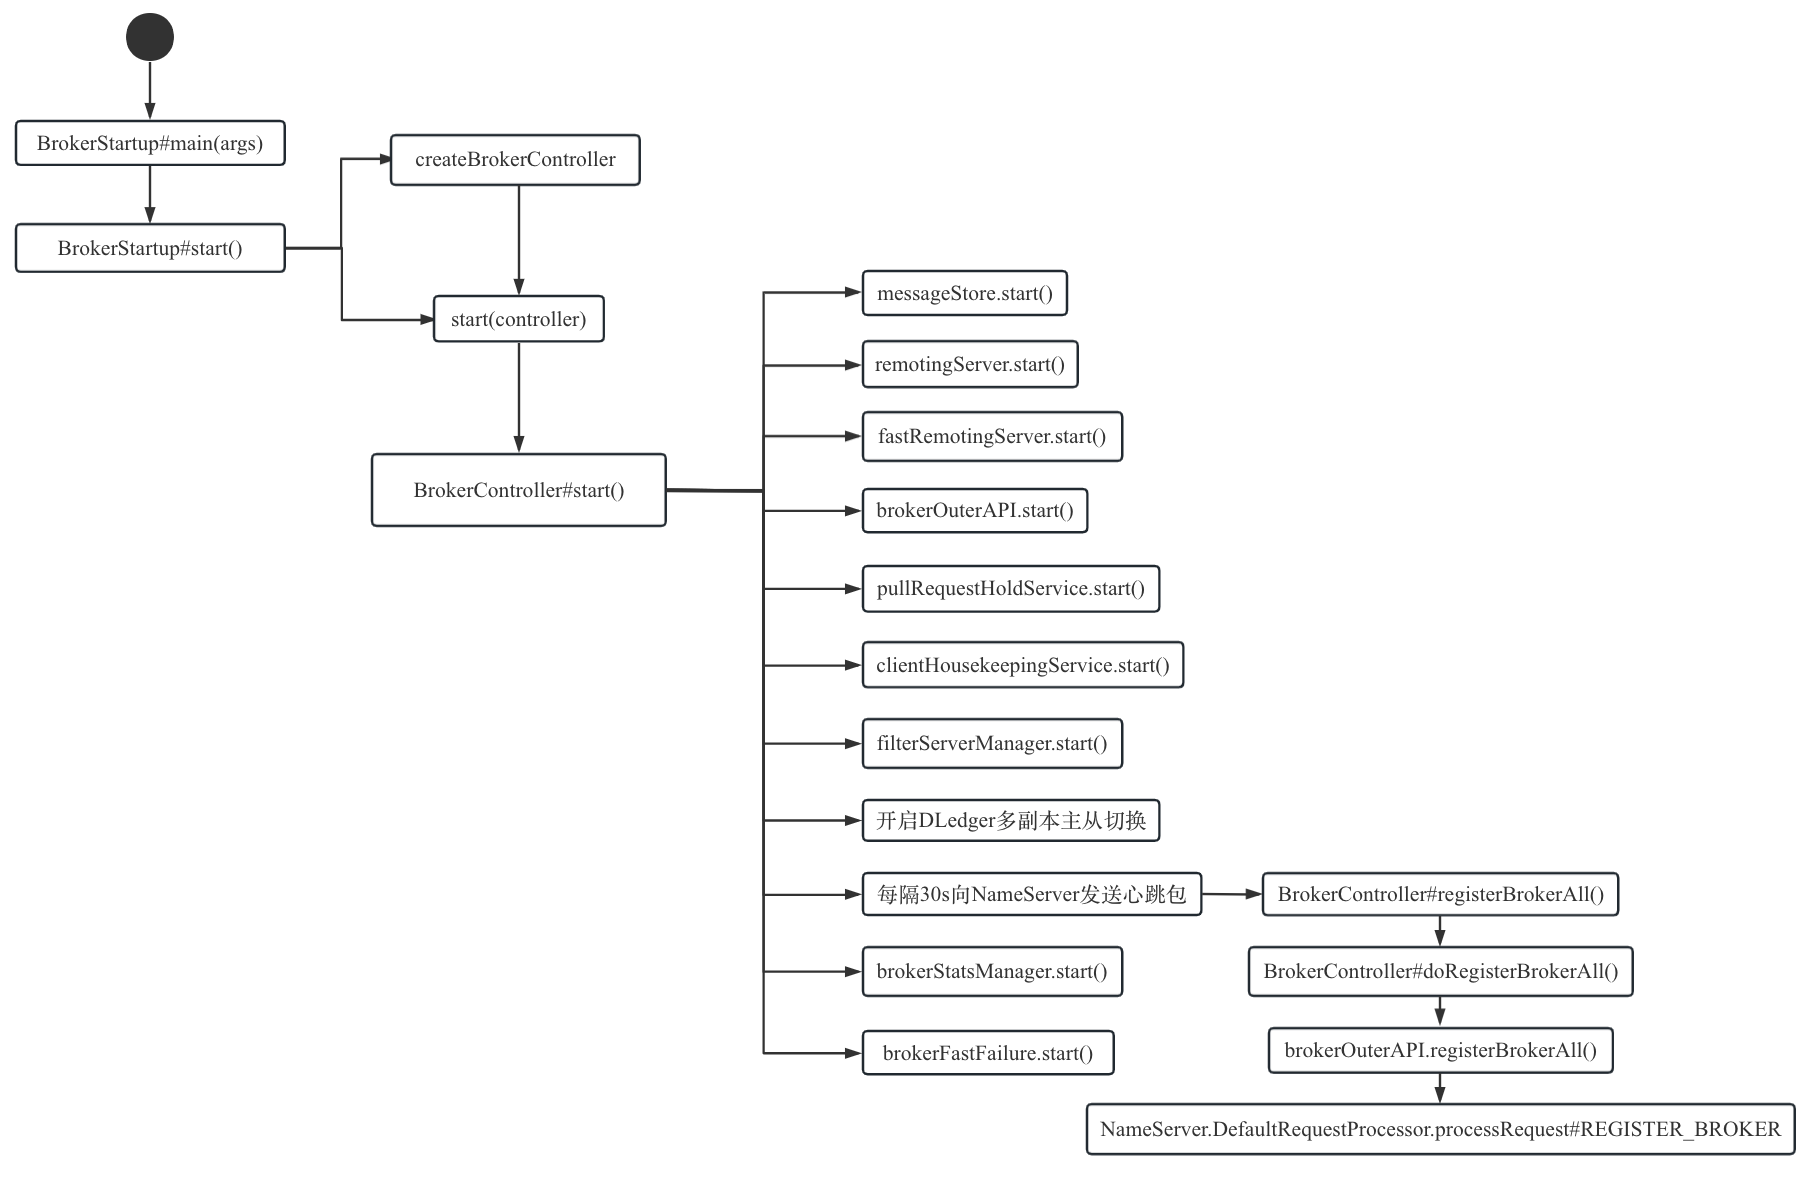 BrokerStartup#main(args)
BrokerStartup#start()
createBrokerController
start(controller)
BrokerController#start()
messageStore.start()
remotingServer.start()
fastRemotingServer.start()
brokerOuterAPI.start()
pullRequestHoldService.start()
clientHousekeepingService.start()
filterServerManager.start()
开启DLedger多副本主从切换
每隔30s向NameServer发送心跳包
brokerStatsManager.start()
brokerFastFailure.start()
BrokerController#registerBrokerAll()
BrokerController#doRegisterBrokerAll()
brokerOuterAPI.registerBrokerAll()
NameServer.DefaultRequestProcessor.processRequest#REGISTER_BROKER